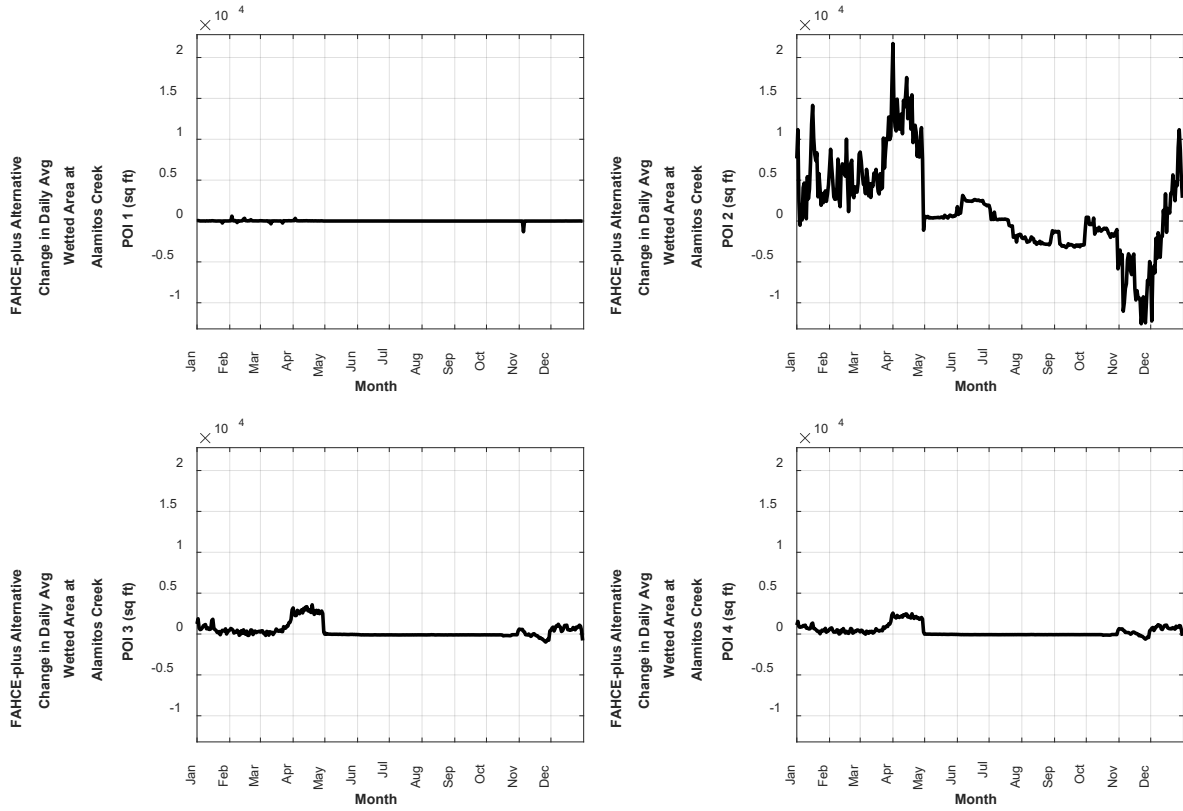 × 10 4
FAHCE-plus Alternative
Change in Daily Avg
Wetted Area at
Alamitos Creek
POI 1 (sq ft)
2
1.5
1
0.5
0
-0.5
-1
Jan
Feb
Mar
Apr
May
Jun
Jul
Aug
Sep
Oct
Nov
Dec
Month
× 10 4
FAHCE-plus Alternative
Change in Daily Avg
Wetted Area at
Alamitos Creek
POI 2 (sq ft)
2
1.5
1
0.5
0
-0.5
-1
Jan
Feb
Mar
Apr
May
Jun
Jul
Aug
Sep
Oct
Nov
Dec
Month
× 10 4
FAHCE-plus Alternative
Change in Daily Avg
Wetted Area at
Alamitos Creek
POI 3 (sq ft)
2
1.5
1
0.5
0
-0.5
-1
Jan
Feb
Mar
Apr
May
Jun
Jul
Aug
Sep
Oct
Nov
Dec
Month
× 10 4
FAHCE-plus Alternative
Change in Daily Avg
Wetted Area at
Alamitos Creek
POI 4 (sq ft)
2
1.5
1
0.5
0
-0.5
-1
Jan
Feb
Mar
Apr
May
Jun
Jul
Aug
Sep
Oct
Nov
Dec
Month